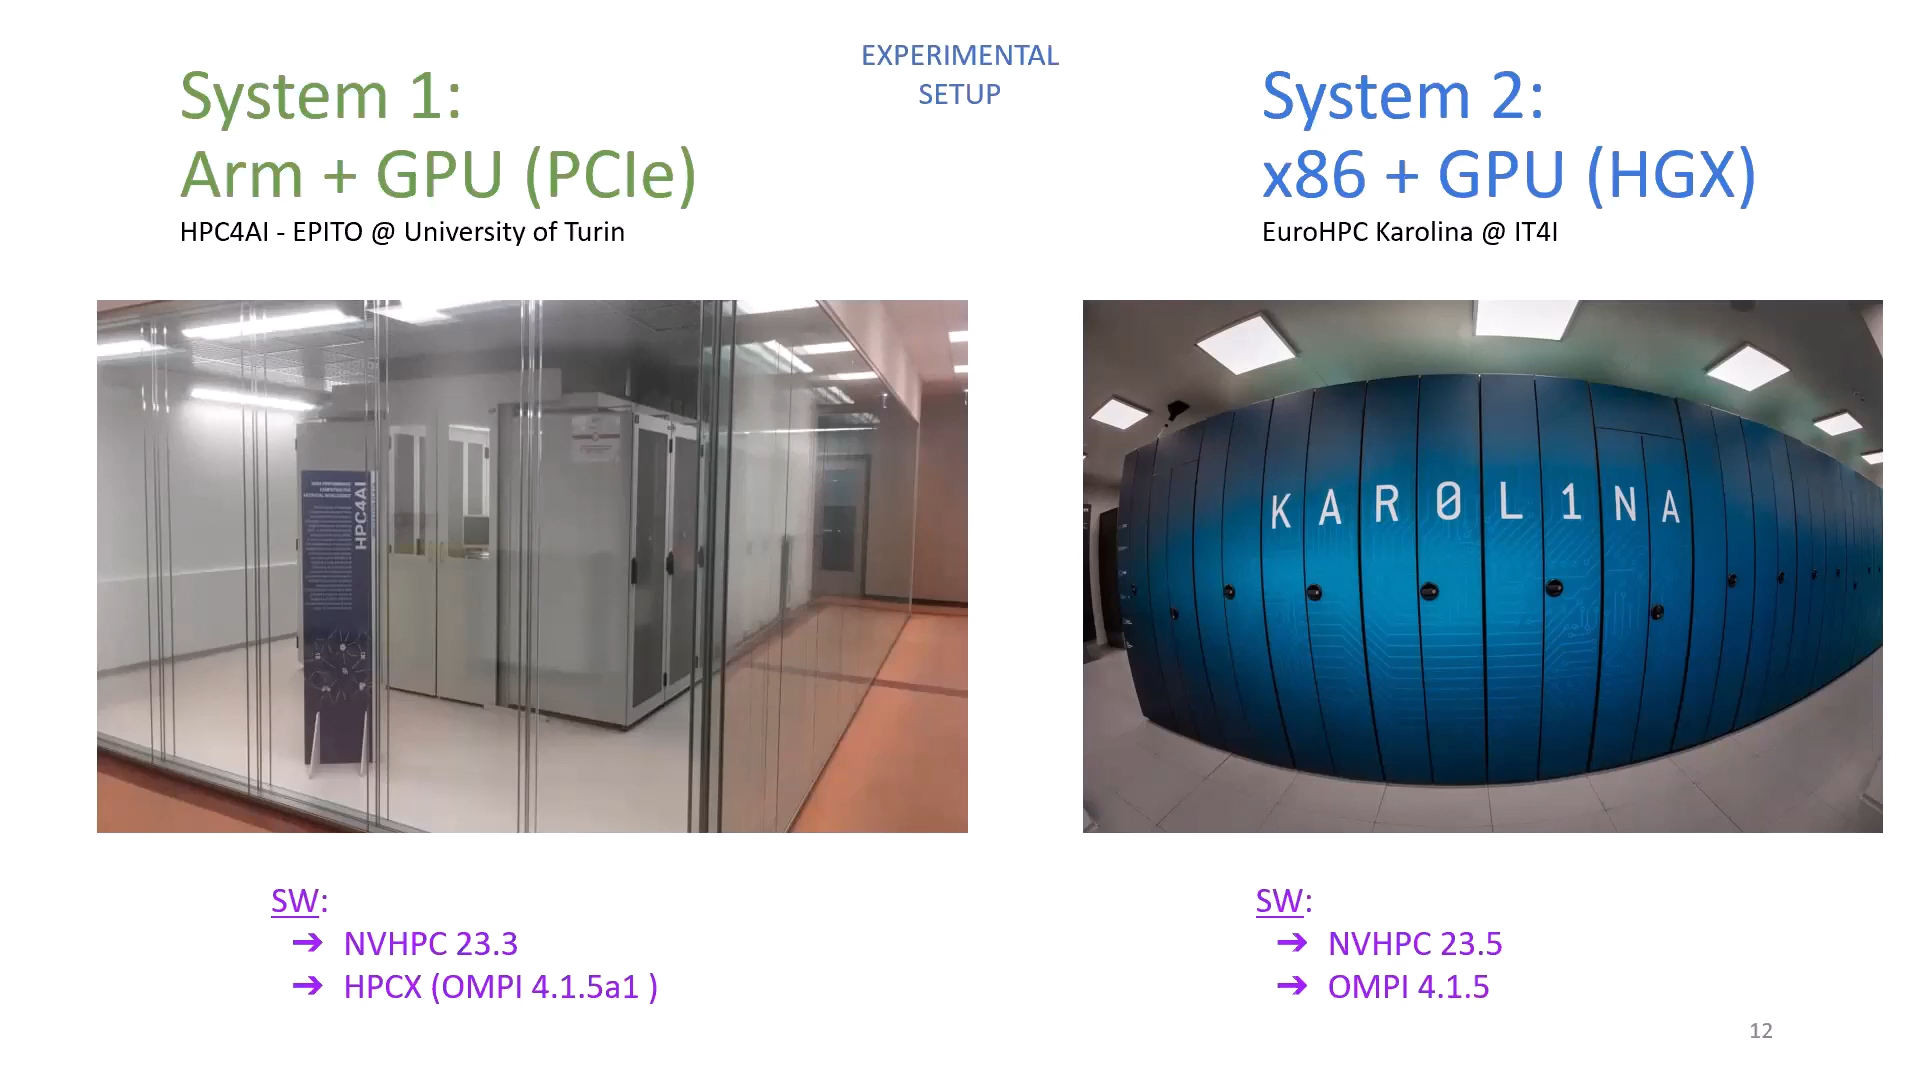 EXPERIMENTAL
SETUP
System 1:
Arm + GPU (PCIe)
HPC4AI - EPITO @ University of Turin
System 2:
x86 + GPU (HGX)
EuroHPC Karolina @ IT4I
HPC4AI
KAR0L1NA
SW:
➔ NVHPC 23.3
➔ HPCX (OMPI 4.1.5a1 )
SW:
➔ NVHPC 23.5
➔ OMPI 4.1.5
12